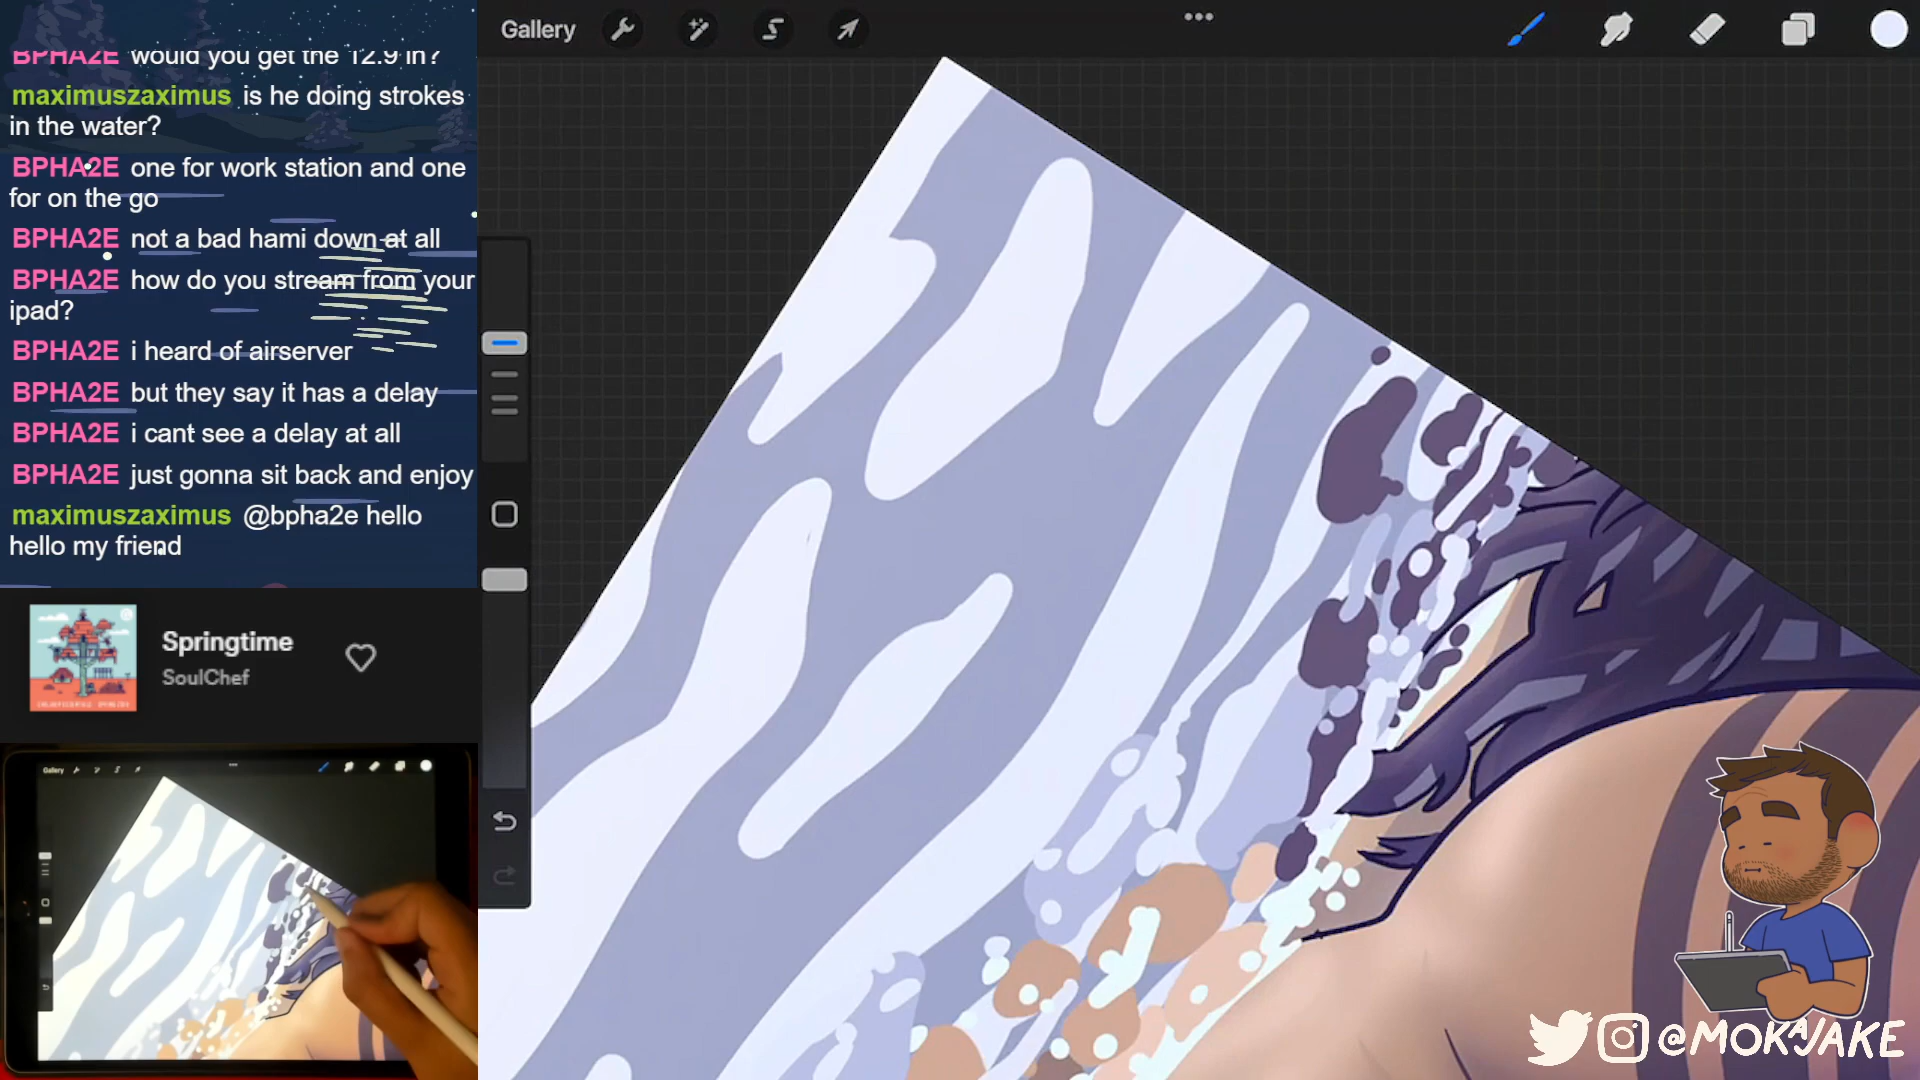 BPHA2E would you get the 12.9 in?
maximuszaximus is he doing strokes
in the water?
BPHA2E one for work station and one
for on the go
BPHA2E not a bad hami down at all
BPHA2E how do you stream from your
ipad?
BPHA2E i heard of airserver
BPHA2E but they say it has a delay
BPHA2E i cant see a delay at all
BPHA2E just gonna sit back and enjoy
maximuszaximus @bpha2e hello
hello my friend
Springtime
SoulChef
Gallery
Gallery
@MOKAJAKE